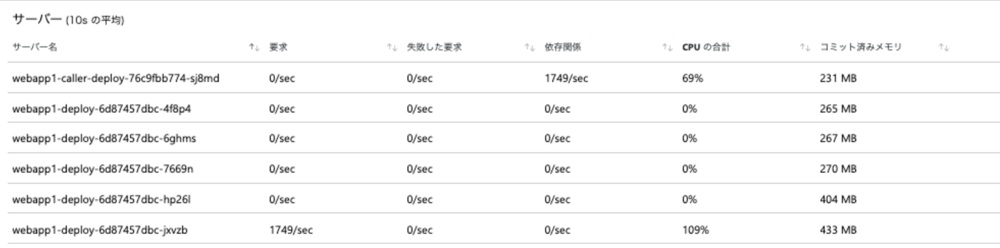 サーバー (10s の平均)
サーバー名 ↑↓ 要求 ↑↓ 失敗した要求 ↑↓ 依存関係 ↑↓ CPU の合計 ↑↓ コミット済みメモリ ↑↓
webapp1-caller-deploy-76c9fbb774-sj8md 0/sec 0/sec 1749/sec 69% 231 MB
webapp1-deploy-6d87457dbc-4f8p4 0/sec 0/sec 0/sec 0% 265 MB
webapp1-deploy-6d87457dbc-6ghms 0/sec 0/sec 0/sec 0% 267 MB
webapp1-deploy-6d87457dbc-7669n 0/sec 0/sec 0/sec 0% 270 MB
webapp1-deploy-6d87457dbc-hp26l 0/sec 0/sec 0/sec 0% 404 MB
webapp1-deploy-6d87457dbc-jxvzb 1749/sec 0/sec 0/sec 109% 433 MB